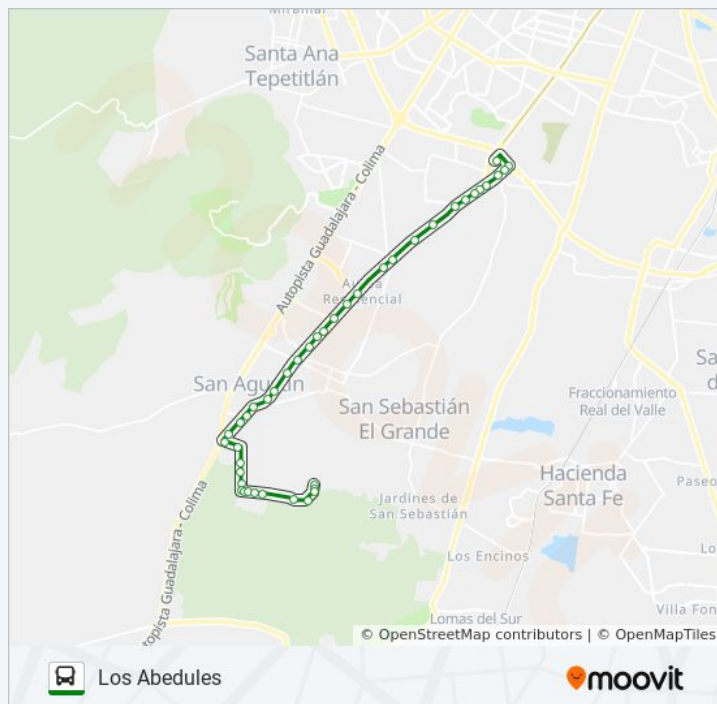 Miramar
Santa Ana
Tepetitlán
Autopista Guadalajara - Colima
Residencial
San Agustín
San Sebastián
El Grande
Fraccionamiento
Real del Valle
Hacienda
Santa Fe
Jardines de
San Sebastián
Los Encinos
Lomas del Sur
Villa Fon
Autopista Guadalajara - Colima
© OpenStreetMap contributors | © OpenMapTiles
Los Abedules
moovit